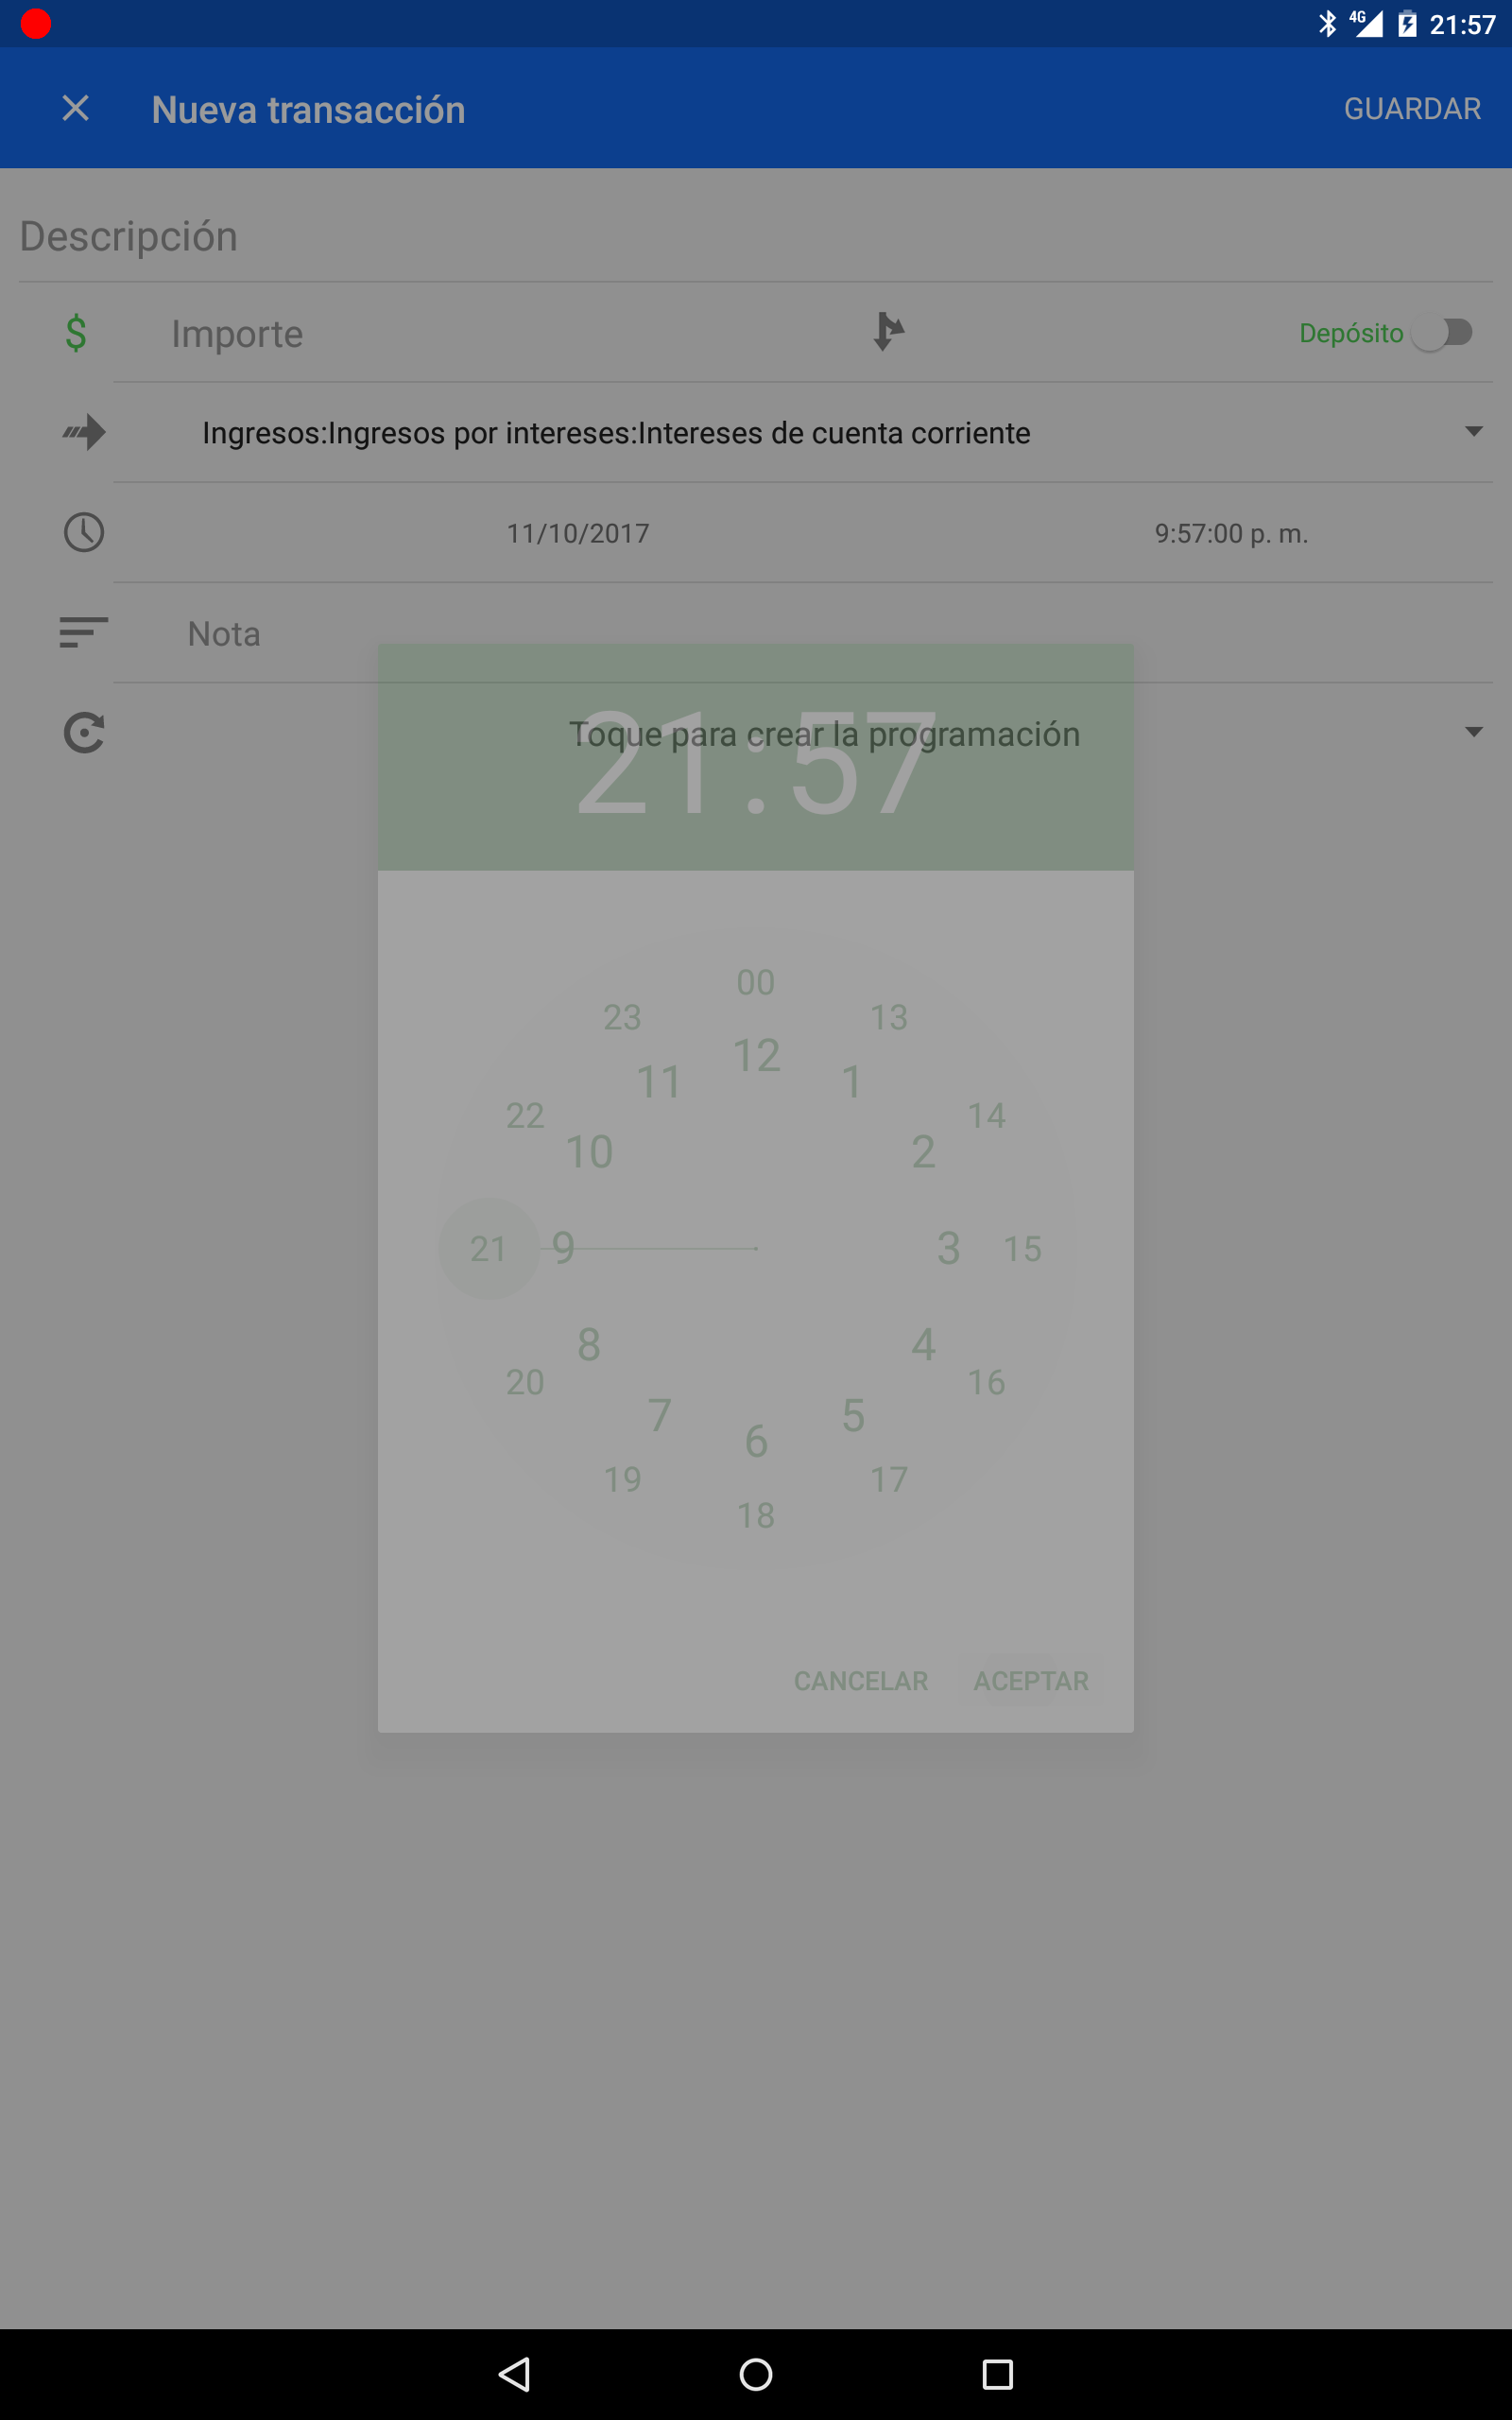 4G 21:57
Nueva transacción GUARDAR
Descripción
$ Importe Depósito
Ingresos:Ingresos por intereses:Intereses de cuenta corriente
11/10/2017 9:57:00 p. m.
Nota
Toque para crear la programación
21:57
00
23 13
12
11 1
22 14
10 2
21 9 3 15
8 4
20 16
7 5
6
19 17
18
CANCELAR ACEPTAR